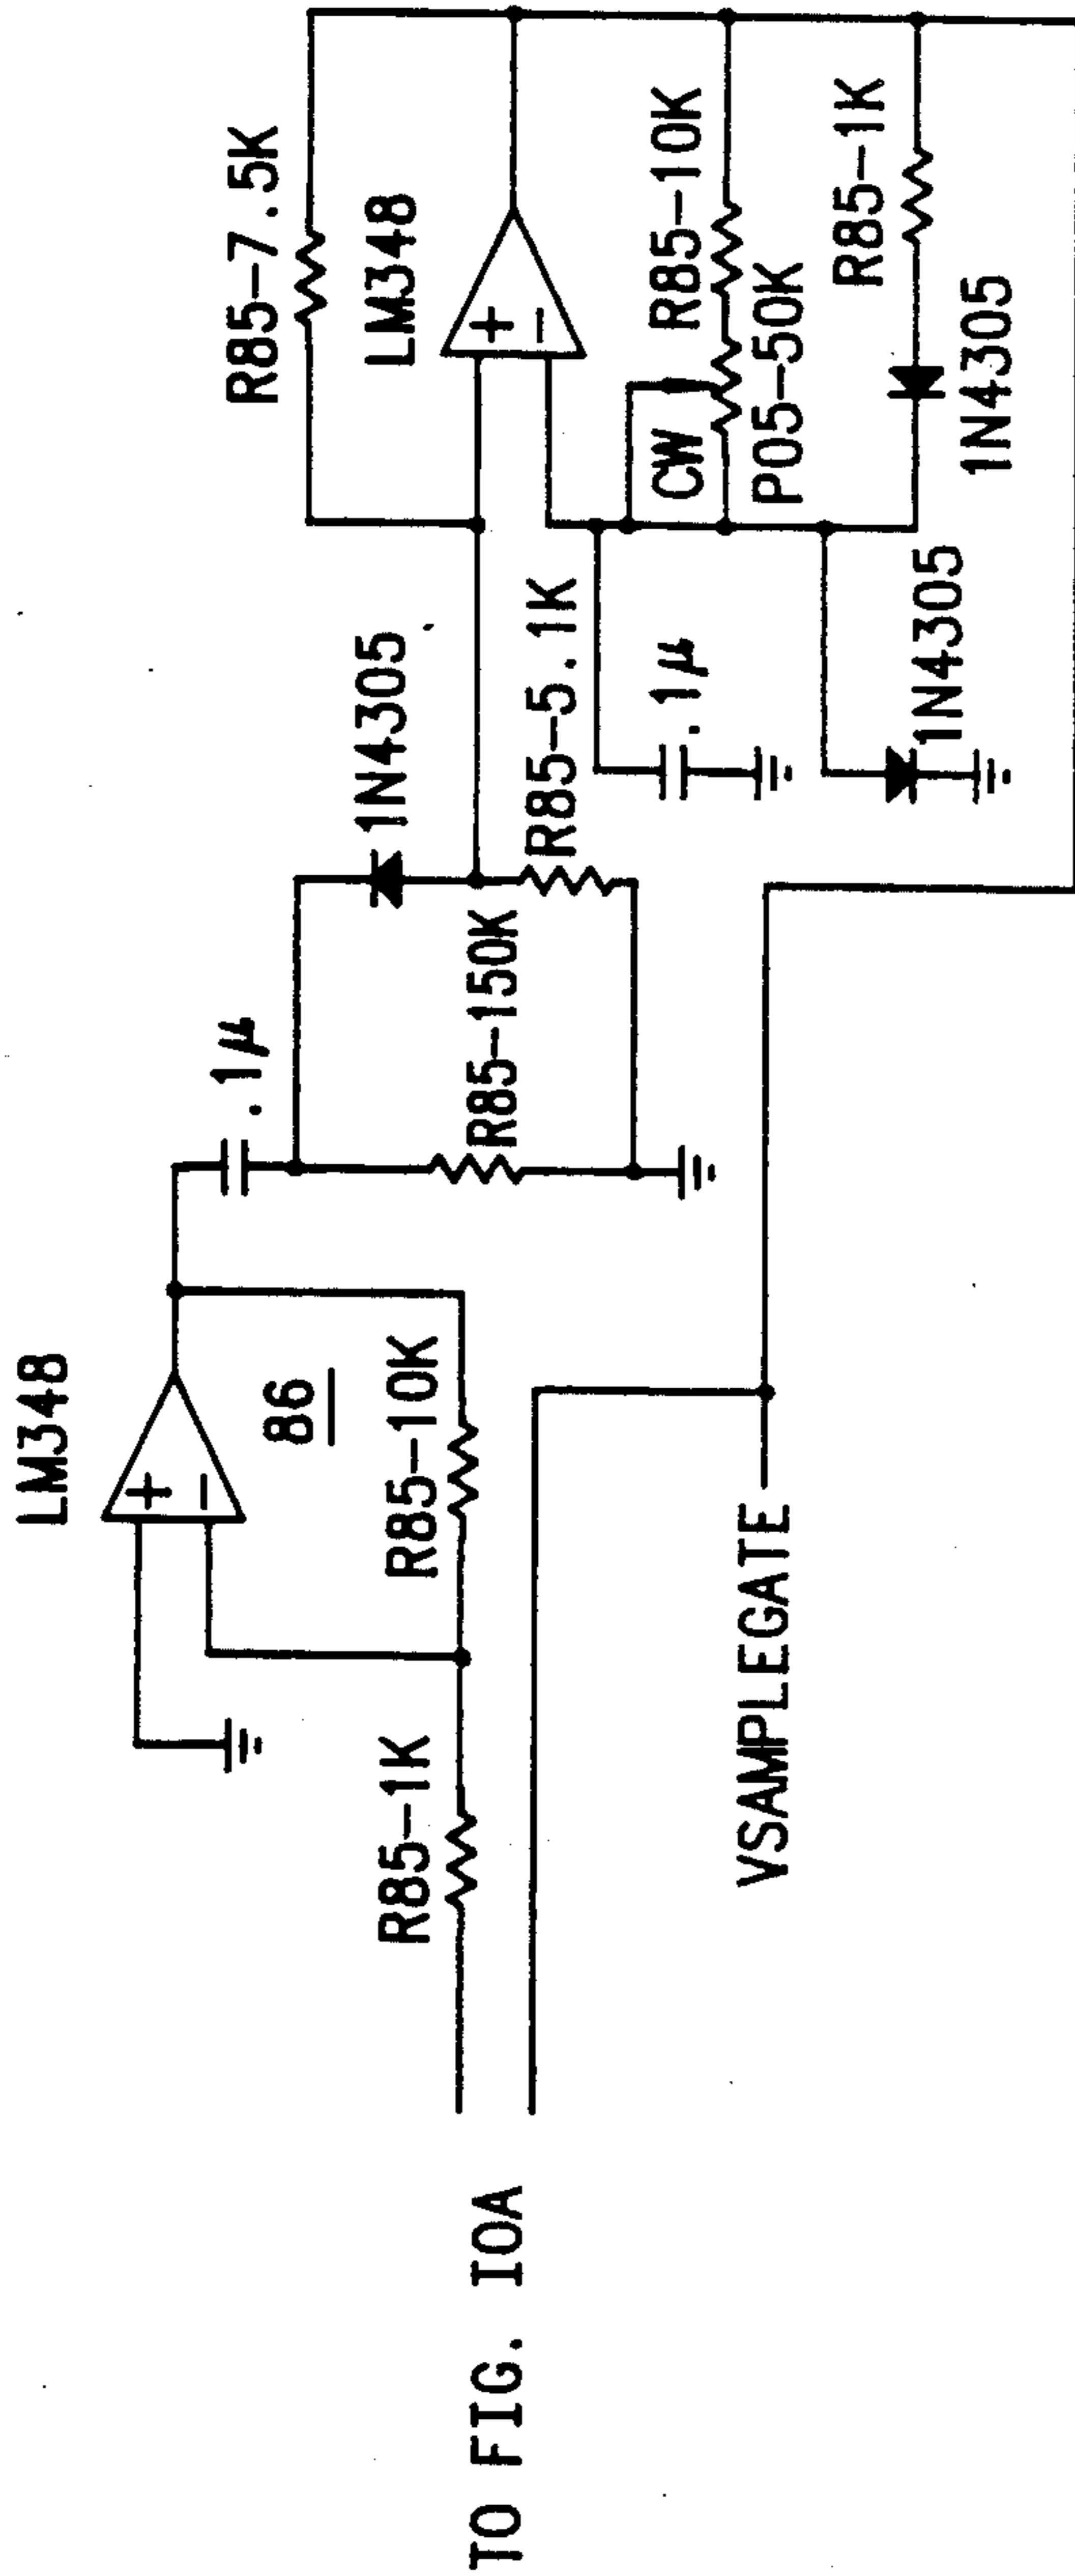 LM348
+
−
86
R85-10K
R85-1K
.1µ
R85-150K
1N4305
R85-5.1K
R85-7.5K
LM348
+
−
.1µ
CW
R85-10K
P05-50K
R85-1K
1N4305
1N4305
VSAMPLEGATE
TO FIG. IOA